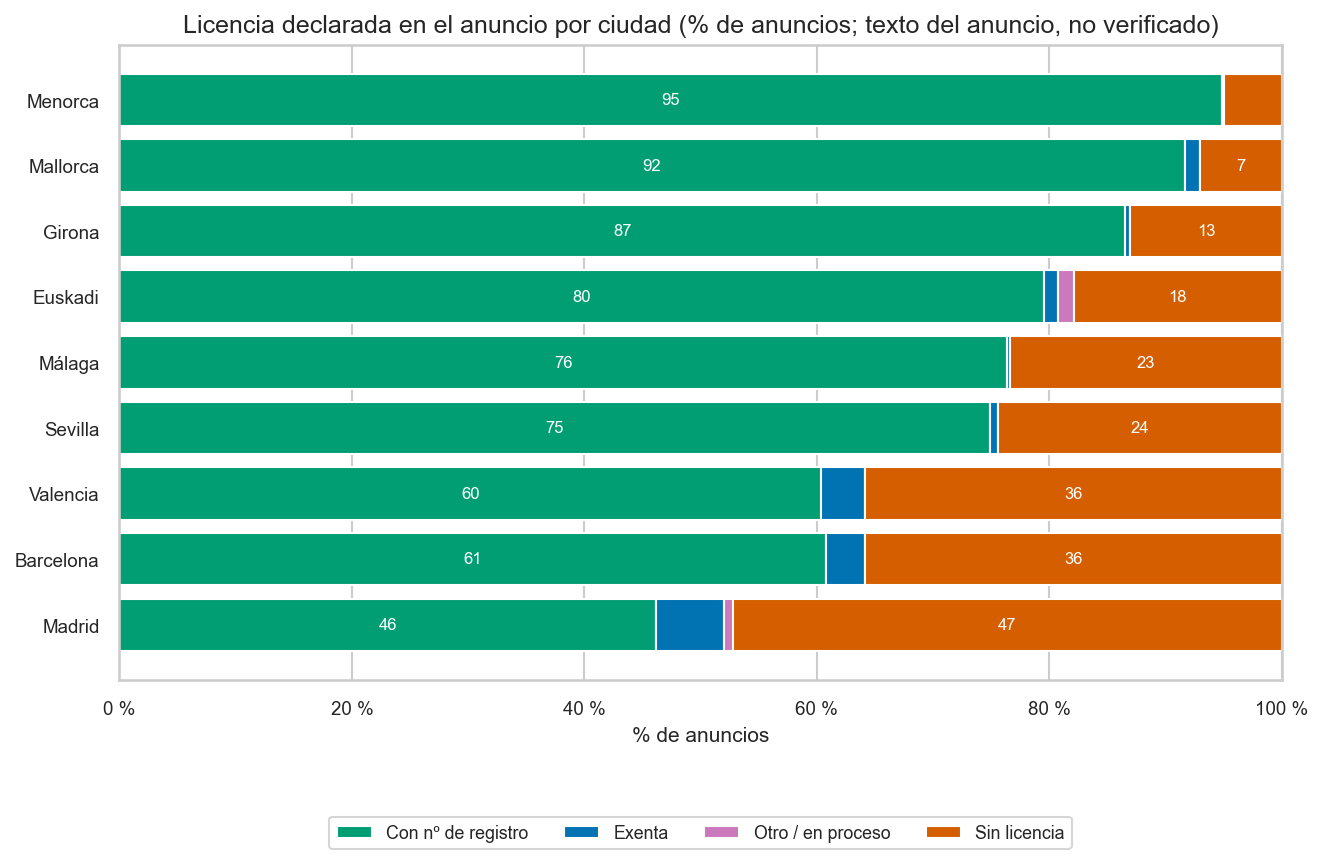 Licencia declarada en el anuncio por ciudad (% de anuncios; texto del anuncio, no verificado)
Menorca 95
Mallorca 92 7
Girona 87 13
Euskadi 80 18
Málaga 76 23
Sevilla 75 24
Valencia 60 36
Barcelona 61 36
Madrid 46 47
0 % 20 % 40 % 60 % 80 % 100 %
% de anuncios
Con nº de registro Exenta Otro / en proceso Sin licencia